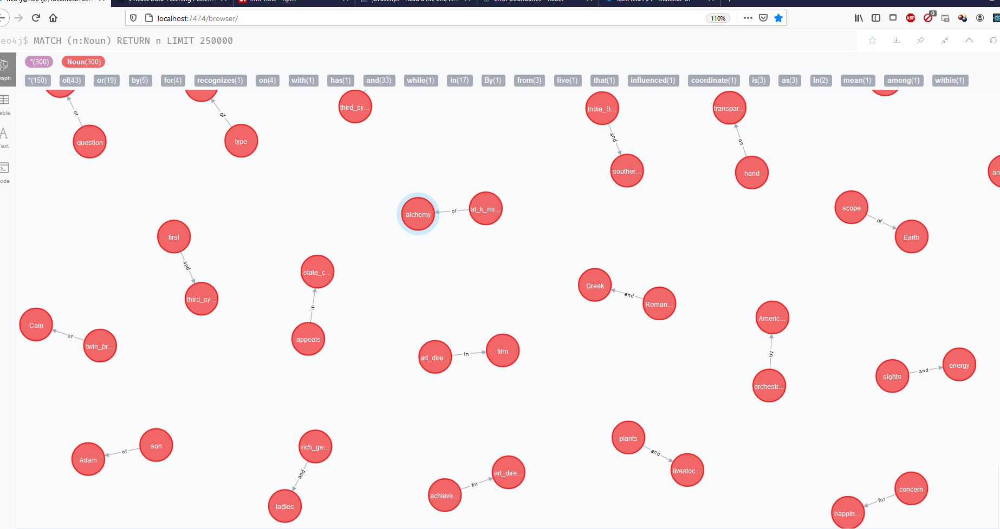 localhost:7474/browser/
110%
0
ABP
eo4j$ MATCH (n:Noun) RETURN n LIMIT 250000
*(300) Noun(300)
*(150) of(43) or(19) by(5) for(4) recognizes(1) on(4) with(1) has(1) and(33) while(1) in(17) By(1) from(3) live(1) that(1) influenced(1) coordinate(1) is(3) as(3) In(2) mean(1) among(1) within(1)
raph
able
Text
ode
or
question
of
type
third_sy...
India_B...
and
souther...
transpar...
on
hand
an
alchemy
of
al_k_mi...
scope
of
Earth
first
and
third_sy...
state_c...
in
appeals
Greek
and
Roman...
Cain
of
twin_br...
art_dire...
in
film
Americ...
by
orchestr...
sights
and
energy
Adam
of
son
rich_ge...
and
ladies
achieve...
for
art_dire...
plants
and
livestoc...
concern
for
happin...